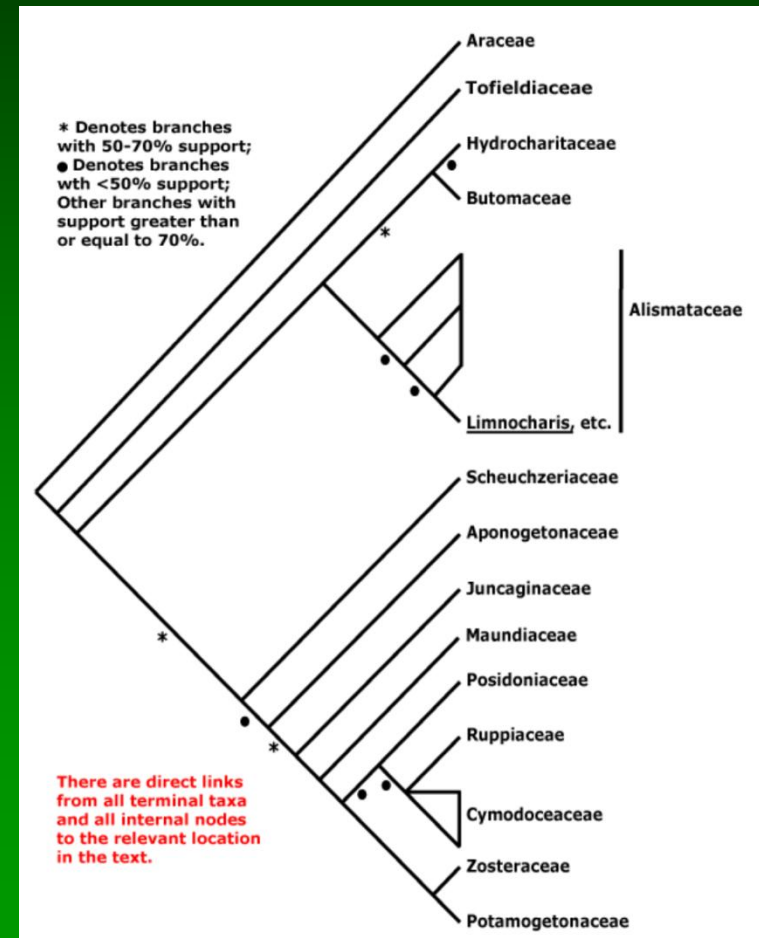 Araceae
Tofieldiaceae
* Denotes branches
with 50-70% support;
● Denotes branches
wth <50% support;
Other branches with
support greater than
or equal to 70%.
Hydrocharitaceae
Butomaceae
*
Alismataceae
Limnocharis, etc.
Scheuchzeriaceae
Aponogetonaceae
Juncaginaceae
Maundiaceae
*
Posidoniaceae
Ruppiaceae
*
There are direct links
from all terminal taxa
and all internal nodes
to the relevant location
in the text.
Cymodoceaceae
Zosteraceae
Potamogetonaceae